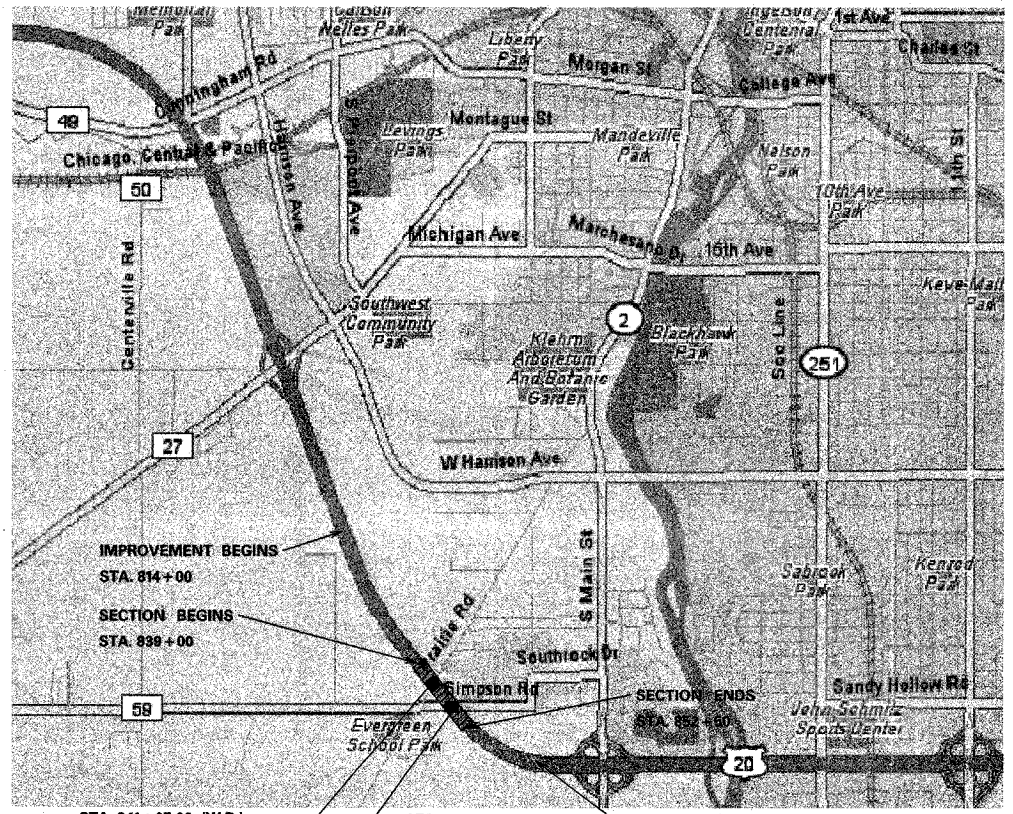 Memorial
Park
Nelles Park
Liberty
Park
Centennial
Park
1st Ave
Charles St
Cunningham Rd
Morgan St
College Ave
49
S Pierpont Ave
Levings
Park
Montague St
Mandeville
Park
Nelson
Park
11th St
Chicago, Central & Pacific
50
Harrison Ave
10th Ave
Park
Michigan Ave
Marchesano Dr
15th Ave
Centerville Rd
Southwest
Community
Park
2
Klehm
Arboretum
And Botanic
Garden
Blackhawk
Park
Soo Line
251
Park
27
W Harrison Ave
IMPROVEMENT BEGINS
STA. 814+00
SECTION BEGINS
STA. 839+00
S Main St
Sabrook
Park
Kenrod
Park
Prairie Rd
Southrock Dr
Simpson Rd
59
Evergreen
School Park
SECTION ENDS
STA. 852+50
Sandy Hollow Rd
John Schmitz
Sports Center
20